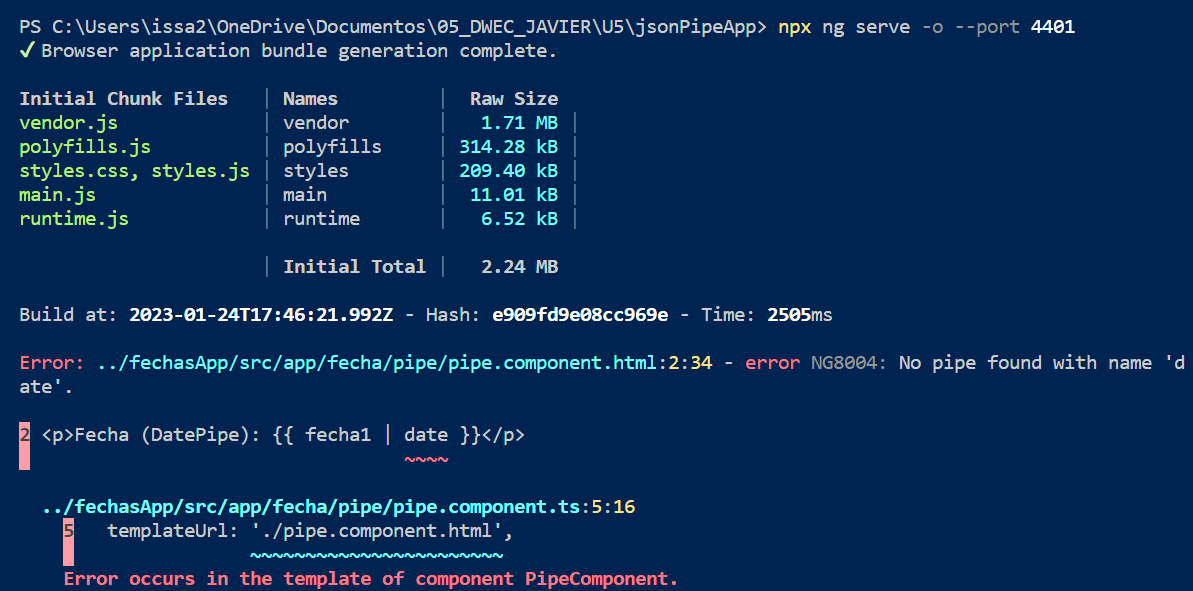 PS C:\Users\issa2\OneDrive\Documentos\05_DWEC_JAVIER\U5\jsonPipeApp> npx ng serve -o --port 4401
✓ Browser application bundle generation complete.
Initial Chunk Files | Names | Raw Size
vendor.js | vendor | 1.71 MB |
polyfills.js | polyfills | 314.28 kB |
styles.css, styles.js | styles | 209.40 kB |
main.js | main | 11.01 kB |
runtime.js | runtime | 6.52 kB |
| Initial Total | 2.24 MB
Build at: 2023-01-24T17:46:21.992Z - Hash: e909fd9e08cc969e - Time: 2505ms
Error: ../fechasApp/src/app/fecha/pipe/pipe.component.html:2:34 - error NG8004: No pipe found with name 'd
ate'.
2 <p>Fecha (DatePipe): {{ fecha1 | date }}</p>
~~~~
../fechasApp/src/app/fecha/pipe/pipe.component.ts:5:16
5 templateUrl: './pipe.component.html',
~~~~~~~~~~~~~~~~~~~~~~~
Error occurs in the template of component PipeComponent.